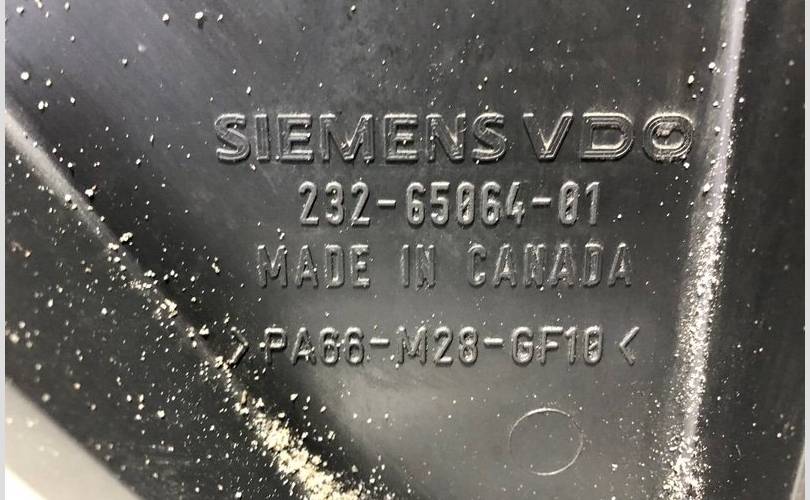 SIEMENS VDO
232-65064-01
MADE IN CANADA
>PA66-M28-GF10<